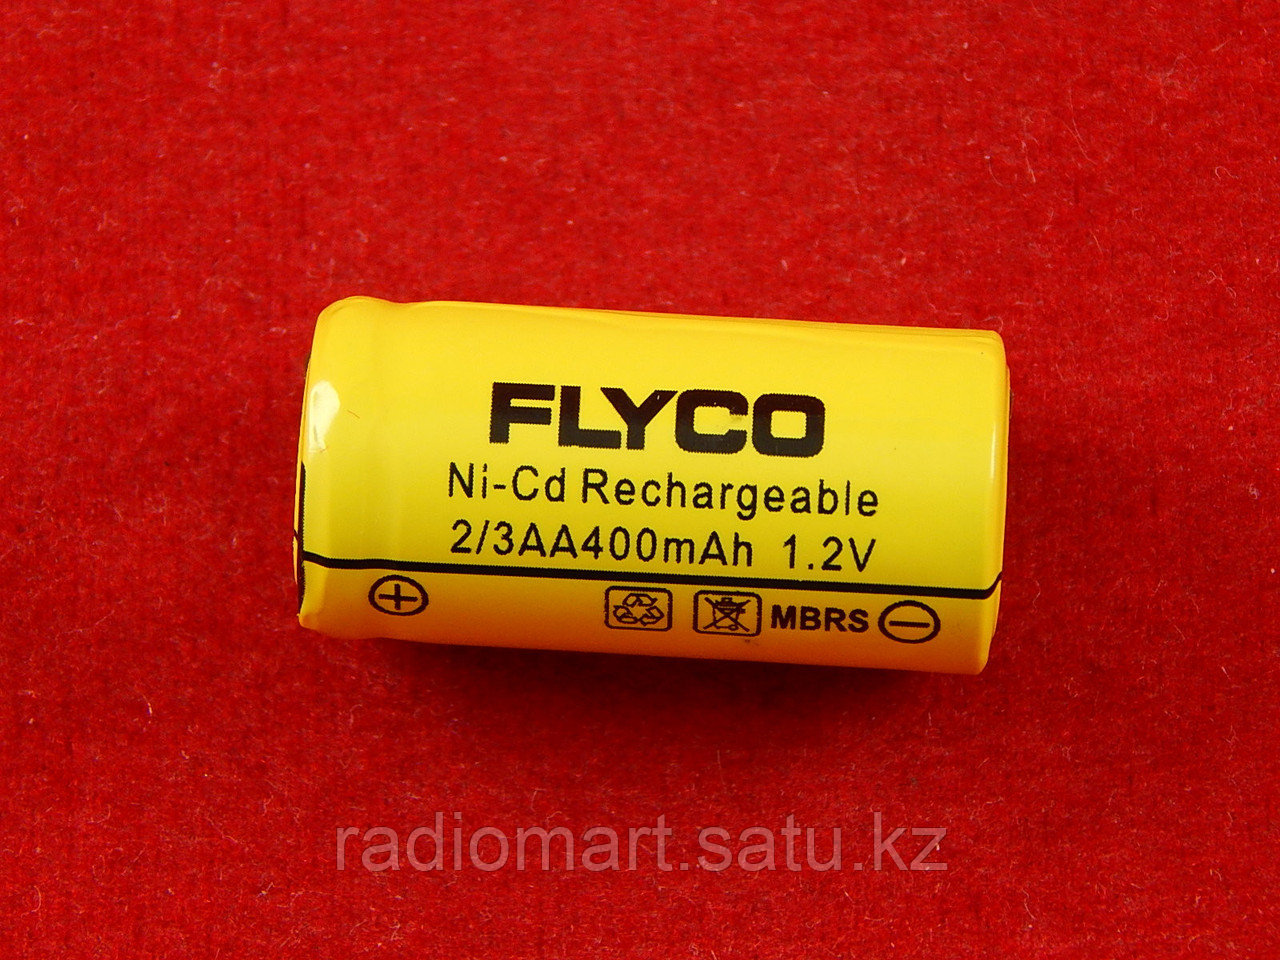 FLYCO
Ni-Cd Rechargeable
2/3AA400mAh 1.2V
MBRS
radiomart.satu.kz